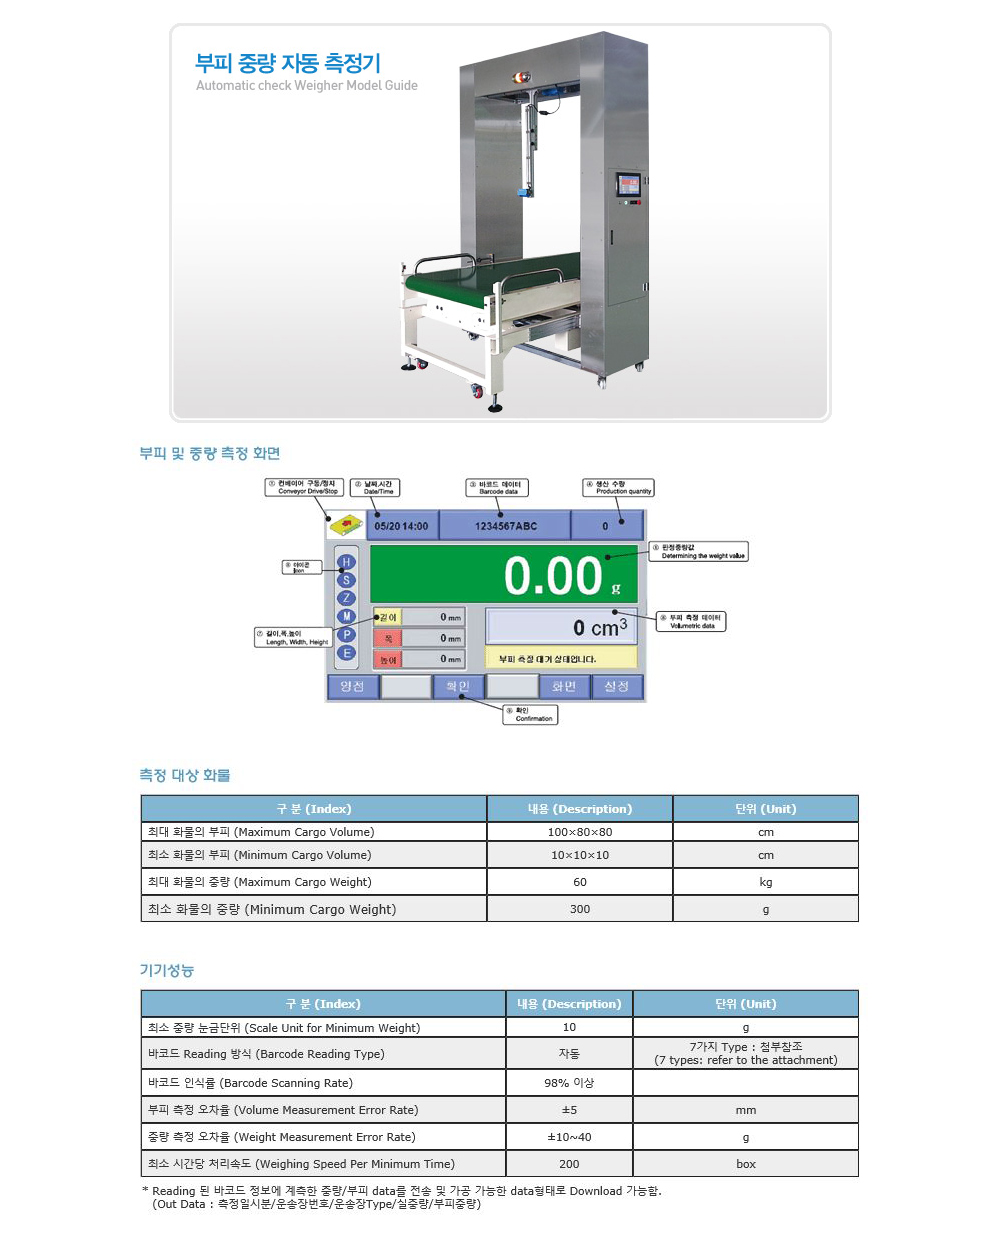 부피 중량 자동 측정기
Automatic check Weigher Model Guide
부피 및 중량 측정 화면
① 컨베이어 구동/정지
Conveyor Drive/Stop
② 날짜,시간
Date/Time
③ 바코드 데이터
Barcode data
④ 생산 수량
Production quantity
05/20 14:00
1234567ABC
0
⑤ 판정중량값
Determining the weight value
0.00 g
⑧ 아이콘
H
S
Z
M
P
E
길이 0 mm
폭 0 mm
높이 0 mm
⑥ 부피 측정 데이터
Volumetric data
0 cm³
⑦ 길이,폭,높이
Length, Width, Height
부피 측정 대기 상태입니다.
영점 확인 화면 설정
⑨ 확인
Confirmation
측정 대상 화물
구 분 (Index) 내용 (Description) 단위 (Unit)
최대 화물의 부피 (Maximum Cargo Volume) 100×80×80 cm
최소 화물의 부피 (Minimum Cargo Volume) 10×10×10 cm
최대 화물의 중량 (Maximum Cargo Weight) 60 kg
최소 화물의 중량 (Minimum Cargo Weight) 300 g
기기성능
구 분 (Index) 내용 (Description) 단위 (Unit)
최소 중량 눈금단위 (Scale Unit for Minimum Weight) 10 g
바코드 Reading 방식 (Barcode Reading Type) 자동 7가지 Type : 첨부참조
(7 types: refer to the attachment)
바코드 인식률 (Barcode Scanning Rate) 98% 이상
부피 측정 오차율 (Volume Measurement Error Rate) ±5 mm
중량 측정 오차율 (Weight Measurement Error Rate) ±10~40 g
최소 시간당 처리속도 (Weighing Speed Per Minimum Time) 200 box
* Reading 된 바코드 정보에 계측한 중량/부피 data를 전송 및 가공 가능한 data형태로 Download 가능함.
(Out Data : 측정일시분/운송장번호/운송장Type/실중량/부피중량)